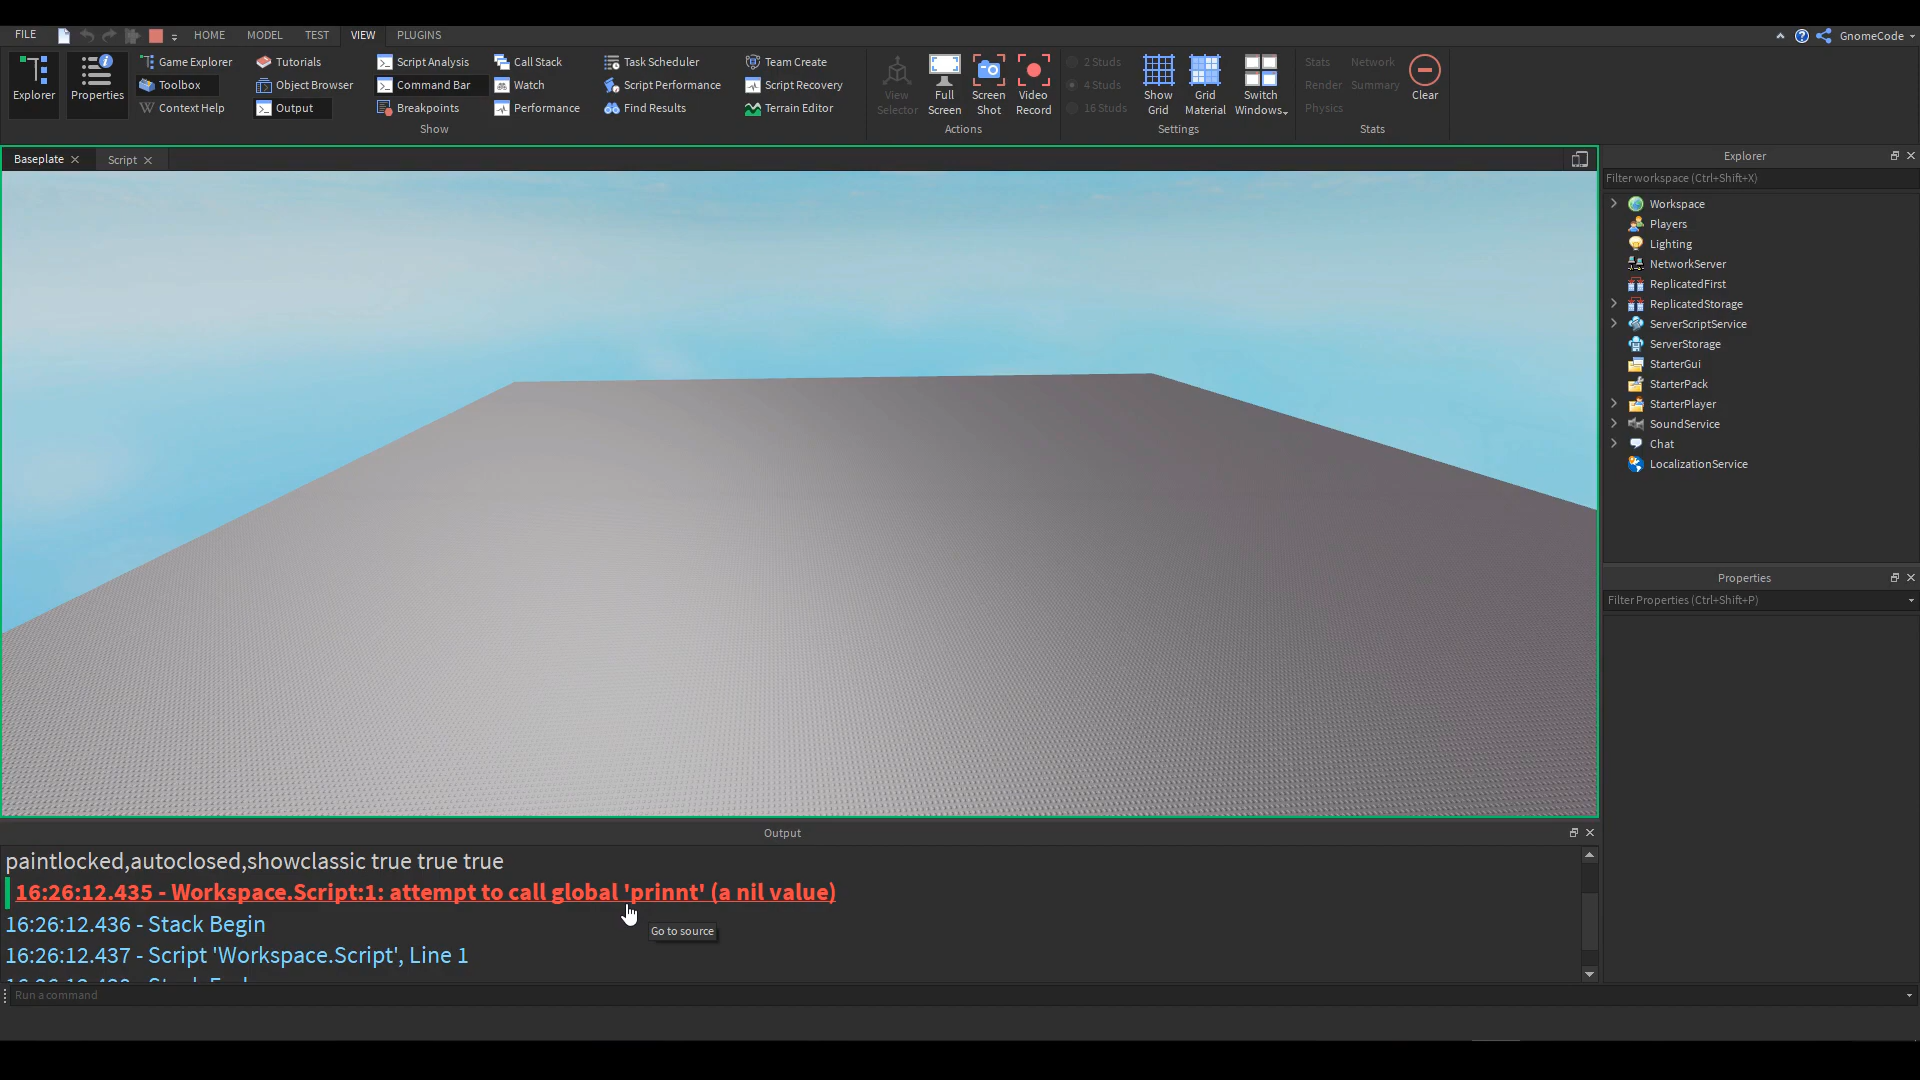 FILE HOME MODEL TEST VIEW PLUGINS GnomeCode
Explorer
Properties
Game Explorer
Toolbox
Context Help
Tutorials
Object Browser
Output
Script Analysis
Command Bar
Breakpoints
Call Stack
Watch
Performance
Task Scheduler
Script Performance
Find Results
Team Create
Script Recovery
Terrain Editor
Show
View
Selector
Full
Screen
Screen
Shot
Video
Record
Actions
2 Studs
4 Studs
16 Studs
Show
Grid
Grid
Material
Switch
Windows
Settings
Stats Network
Render Summary
Physics
Clear
Stats
Baseplate Script
Explorer
Filter workspace (Ctrl+Shift+X)
Workspace
Players
Lighting
NetworkServer
ReplicatedFirst
ReplicatedStorage
ServerScriptService
ServerStorage
StarterGui
StarterPack
StarterPlayer
SoundService
Chat
LocalizationService
Properties
Filter Properties (Ctrl+Shift+P)
Output
paintlocked,autoclosed,showclassic true true true
16:26:12.435 - Workspace.Script:1: attempt to call global 'prinnt' (a nil value)
16:26:12.436 - Stack Begin
Go to source
16:26:12.437 - Script 'Workspace.Script', Line 1
Run a command